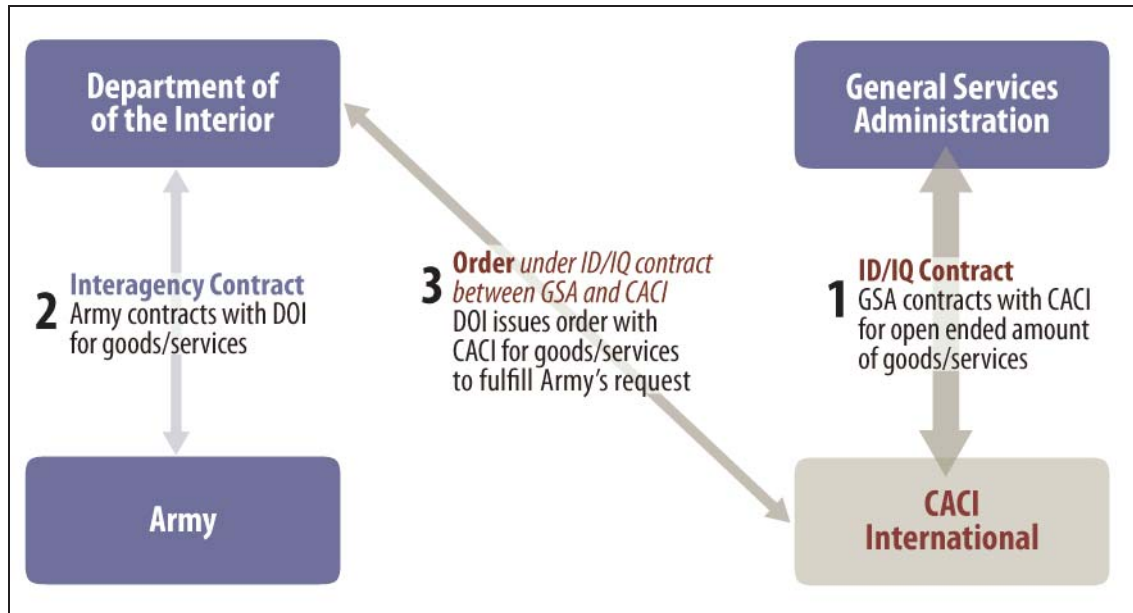 Department of
of the Interior
General Services
Administration
2
Interagency Contract
Army contracts with DOI
for goods/services
3
Order under ID/IQ contract
between GSA and CACI
DOI issues order with
CACI for goods/services
to fulfill Army's request
1
ID/IQ Contract
GSA contracts with CACI
for open ended amount
of goods/services
Army
CACI
International